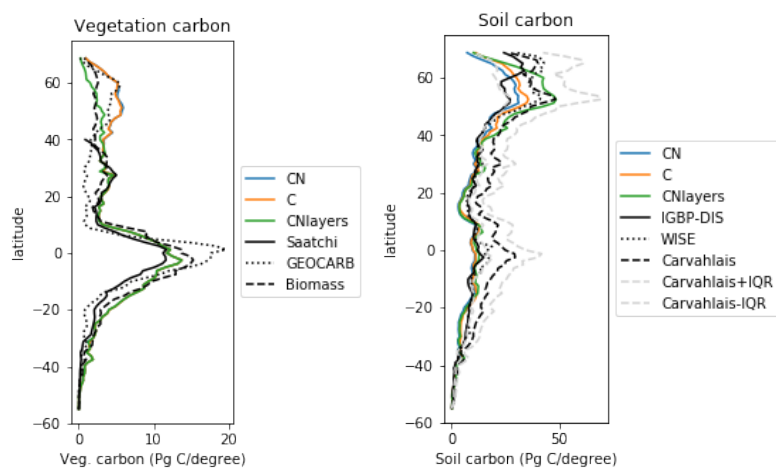 Vegetation carbon
60
40
20
0
−20
−40
−60
latitude
0
10
20
Veg. carbon (Pg C/degree)
CN
C
CNlayers
Saatchi
GEOCARB
Biomass
Soil carbon
60
40
20
0
−20
−40
−60
latitude
0
50
Soil carbon (Pg C/degree)
CN
C
CNlayers
IGBP-DIS
WISE
Carvahlais
Carvahlais+IQR
Carvahlais-IQR